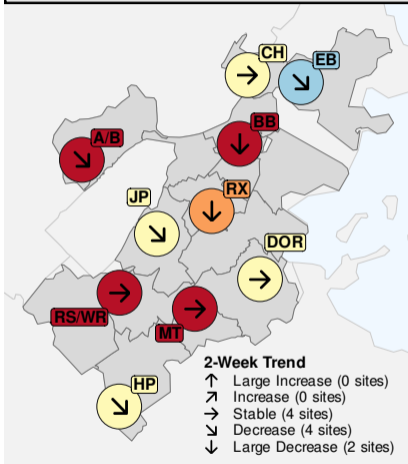 CH
EB
BB
A/B
RX
JP
DOR
RS/WR
MT
HP
2-Week Trend
↑ Large Increase (0 sites)
↗ Increase (0 sites)
→ Stable (4 sites)
↘ Decrease (4 sites)
↓ Large Decrease (2 sites)